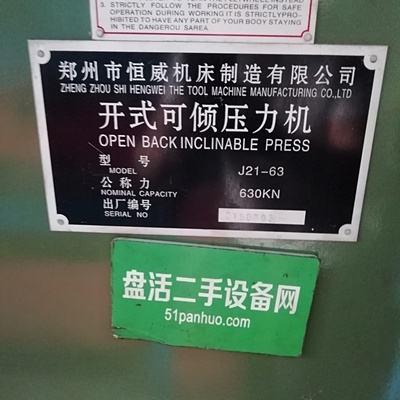 3. STRICTLY FOLLOW THE PROCEDURES FOR SAFE
OPERATION DURING WORKING.IT IS STRICTLYPRO-
HIBITED TO HAVE ANY PART OF YOUR BODY STAYING
IN THE DANGEROU SAREA.
郑州市恒威机床制造有限公司
ZHENG ZHOU SHI HENGWEI THE TOOL MACHINE MANUFACTURING CO.,LTD
开式可倾压力机
OPEN BACK INCLINABLE PRESS
型号 J21-63
MODEL
公称力 630KN
NOMINAL CAPACITY
出厂编号
SERIAL NO
盘活二手设备网
51panhuo.com